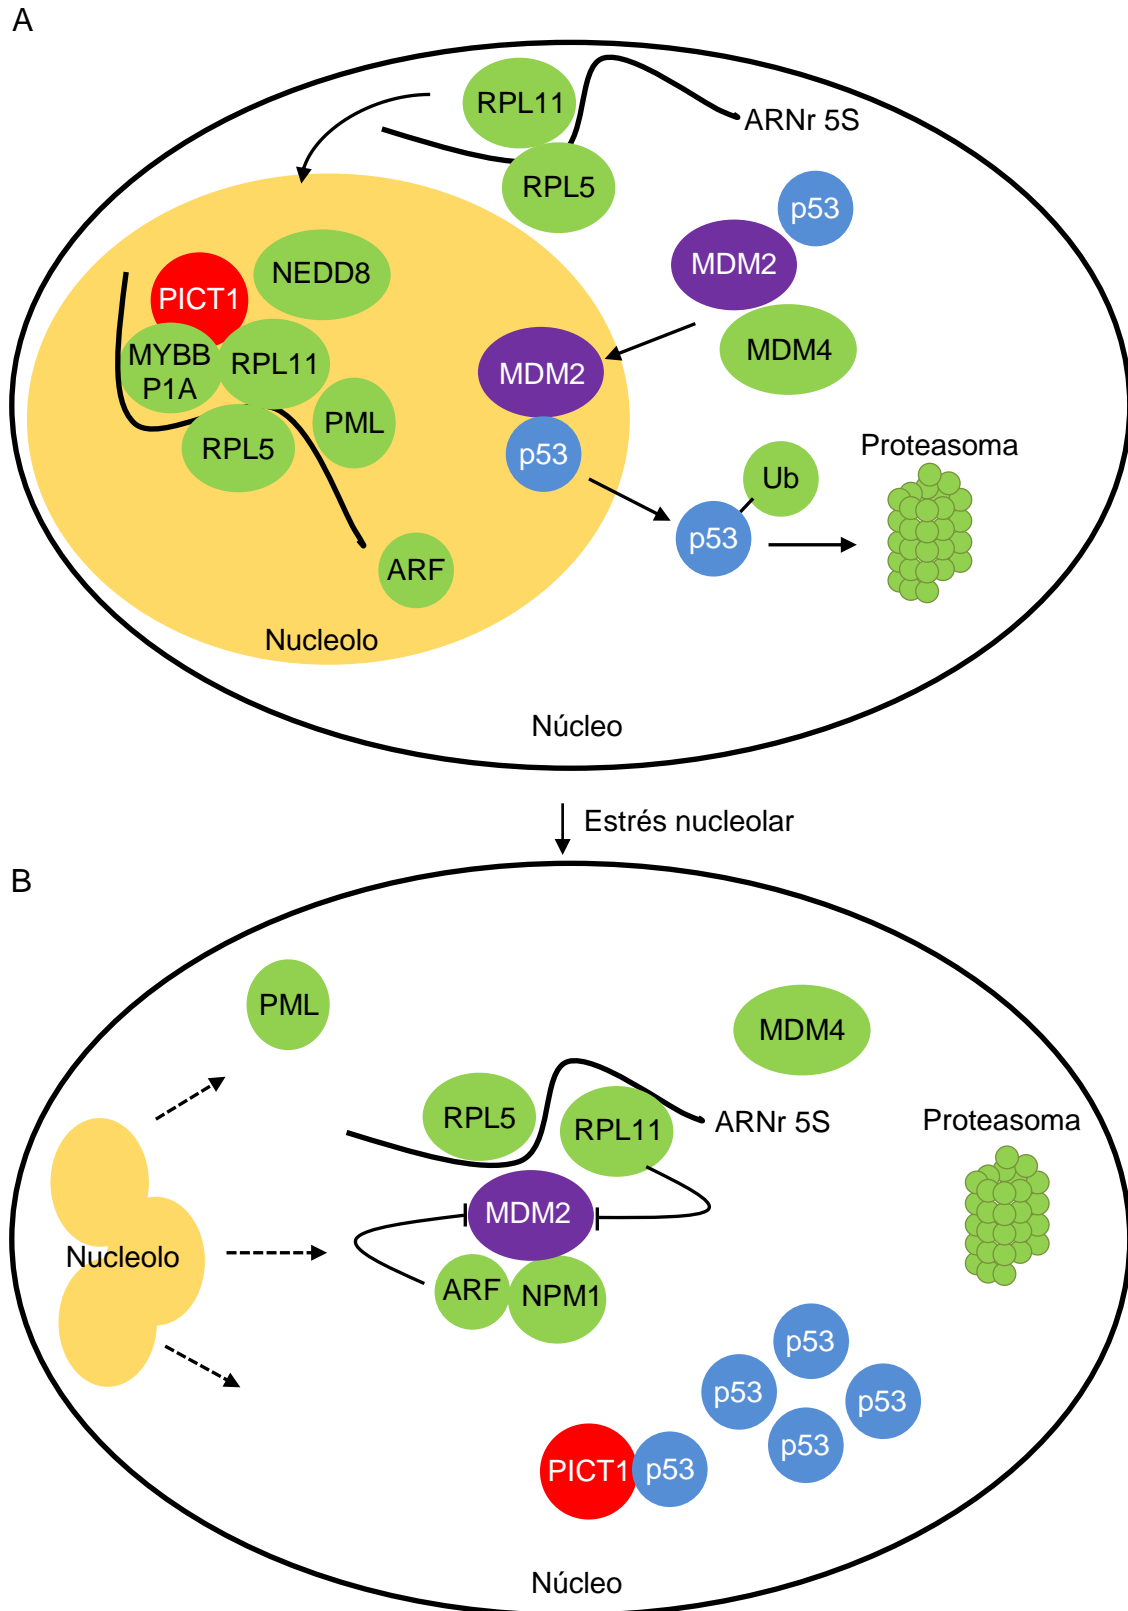 A
RPL11
ARNr 5S
RPL5
p53
MDM2
NEDD8
PICT1
MDM4
MYBB
P1A
RPL11
MDM2
PML
RPL5
p53
Proteasoma
Ub
p53
ARF
Nucleolo
Núcleo
Estrés nucleolar
B
PML
MDM4
RPL5
RPL11
ARNr 5S
Proteasoma
MDM2
Nucleolo
ARF
NPM1
p53
p53
p53
p53
PICT1
p53
Núcleo